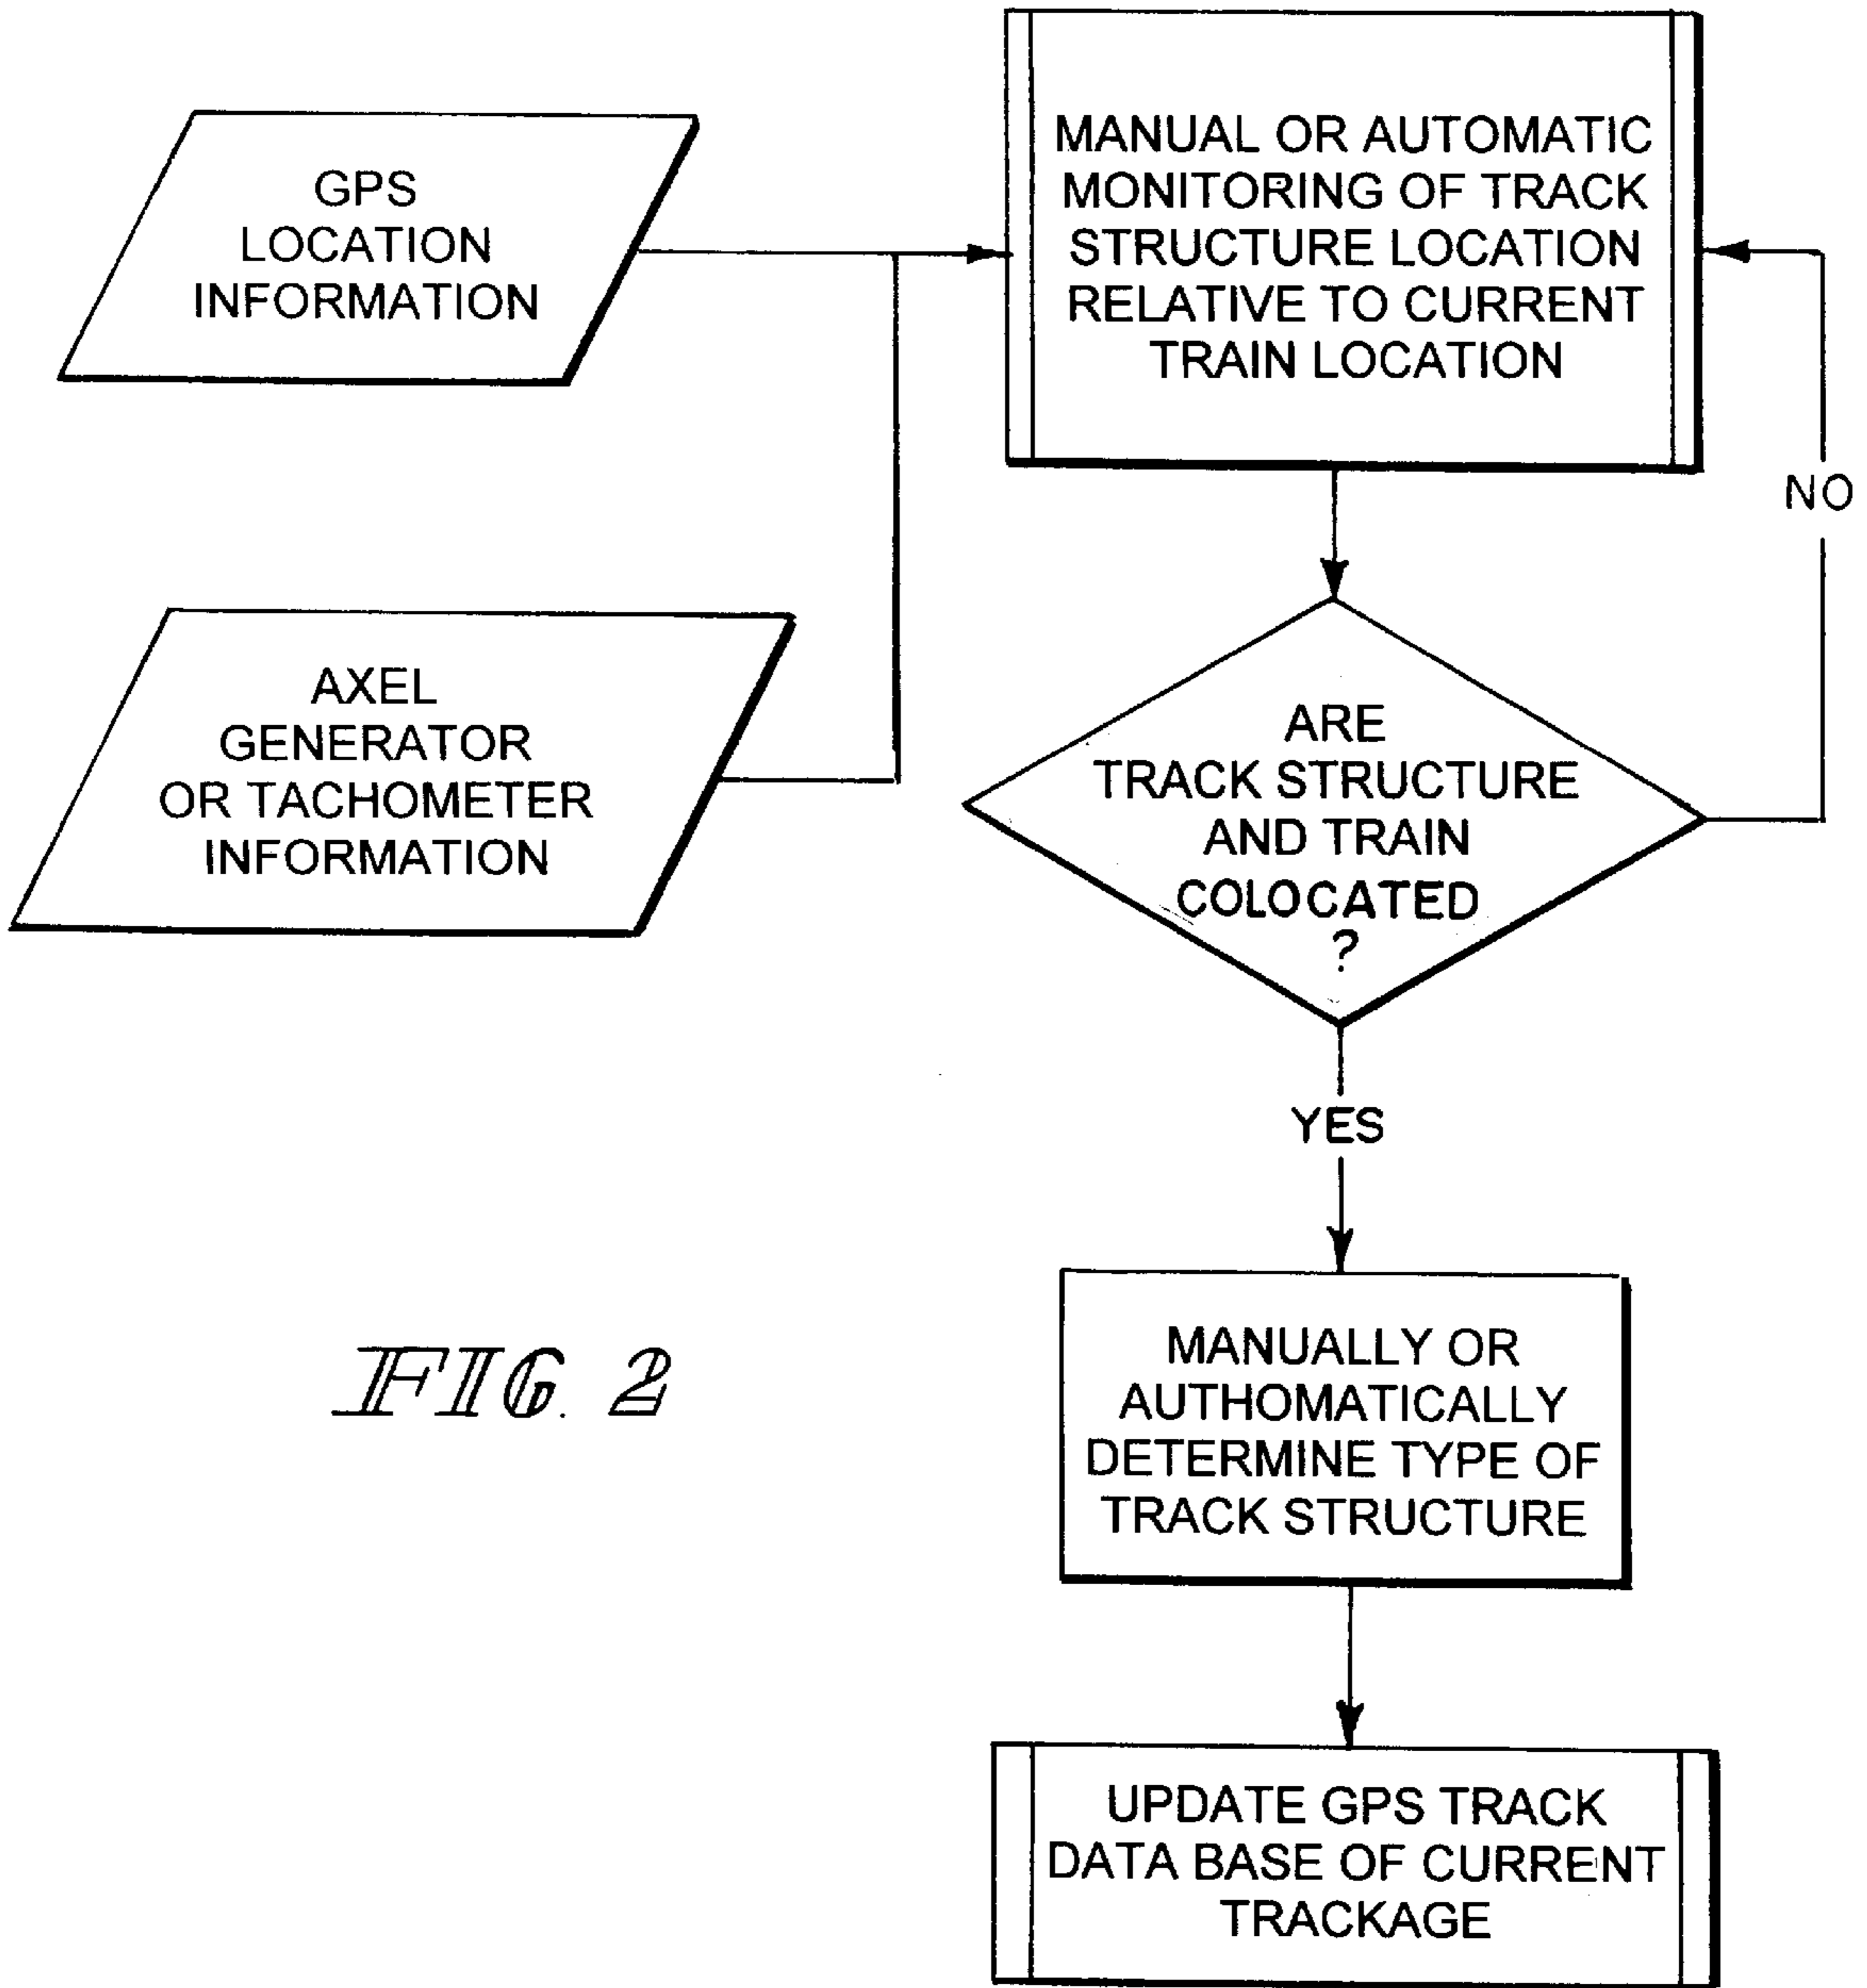 GPS
LOCATION
INFORMATION
MANUAL OR AUTOMATIC
MONITORING OF TRACK
STRUCTURE LOCATION
RELATIVE TO CURRENT
TRAIN LOCATION
NO
AXEL
GENERATOR
OR TACHOMETER
INFORMATION
ARE
TRACK STRUCTURE
AND TRAIN
COLOCATED
?
YES
MANUALLY OR
AUTHOMATICALLY
DETERMINE TYPE OF
TRACK STRUCTURE
FIG. 2
UPDATE GPS TRACK
DATA BASE OF CURRENT
TRACKAGE